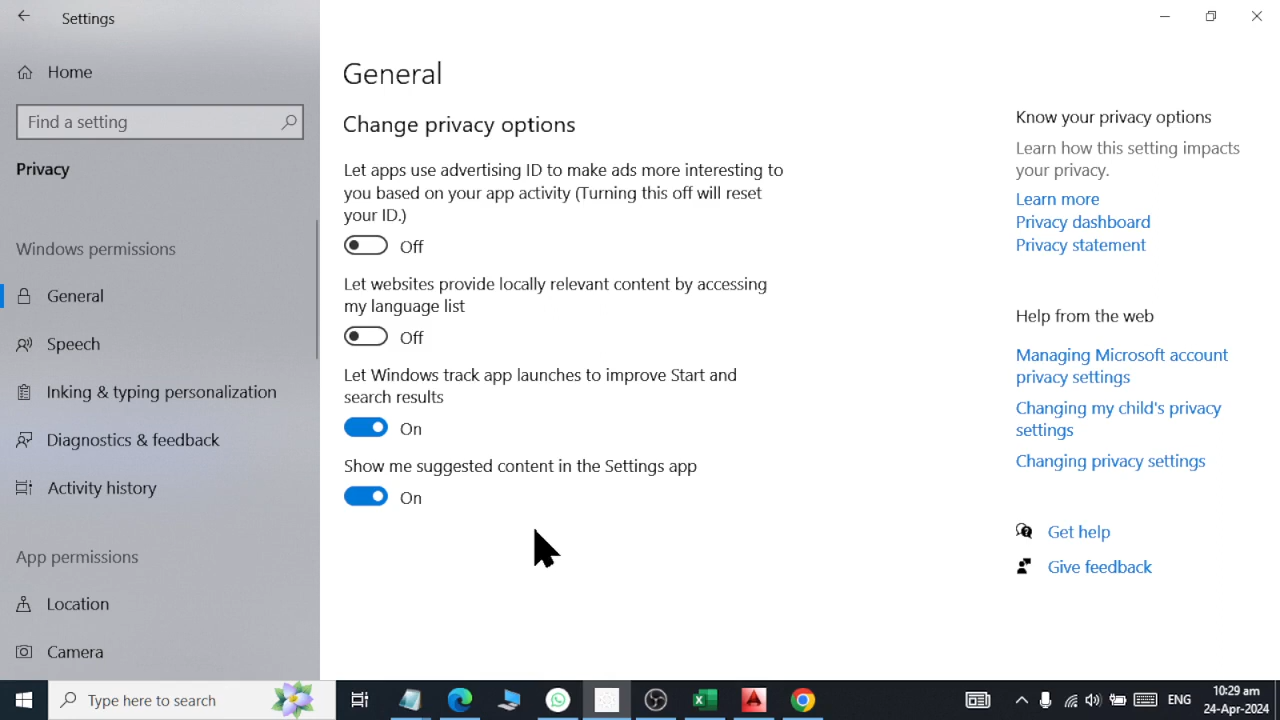 Settings
Home
Find a setting
Privacy
Windows permissions
General
Speech
Inking & typing personalization
Diagnostics & feedback
Activity history
App permissions
Location
Camera
General
Change privacy options
Let apps use advertising ID to make ads more interesting to
you based on your app activity (Turning this off will reset
your ID.)
Off
Let websites provide locally relevant content by accessing
my language list
Off
Let Windows track app launches to improve Start and
search results
On
Show me suggested content in the Settings app
On
Know your privacy options
Learn how this setting impacts
your privacy.
Learn more
Privacy dashboard
Privacy statement
Help from the web
Managing Microsoft account
privacy settings
Changing my child's privacy
settings
Changing privacy settings
Get help
Give feedback
Type here to search
ENG
10:29 am
24-Apr-2024